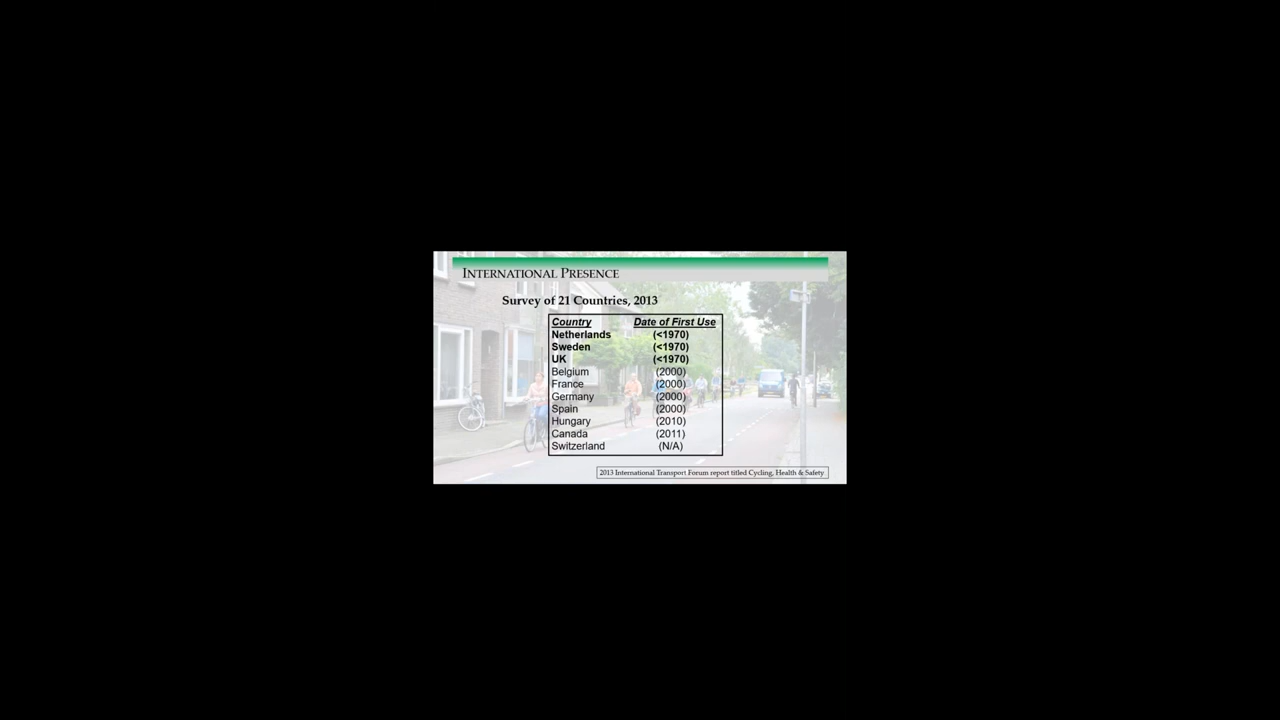 INTERNATIONAL PRESENCE
Survey of 21 Countries, 2013
Country Date of First Use
Netherlands (<1970)
Sweden (<1970)
UK (<1970)
Belgium (2000)
France (2000)
Germany (2000)
Spain (2000)
Hungary (2010)
Canada (2011)
Switzerland (N/A)
2013 International Transport Forum report titled Cycling, Health & Safety